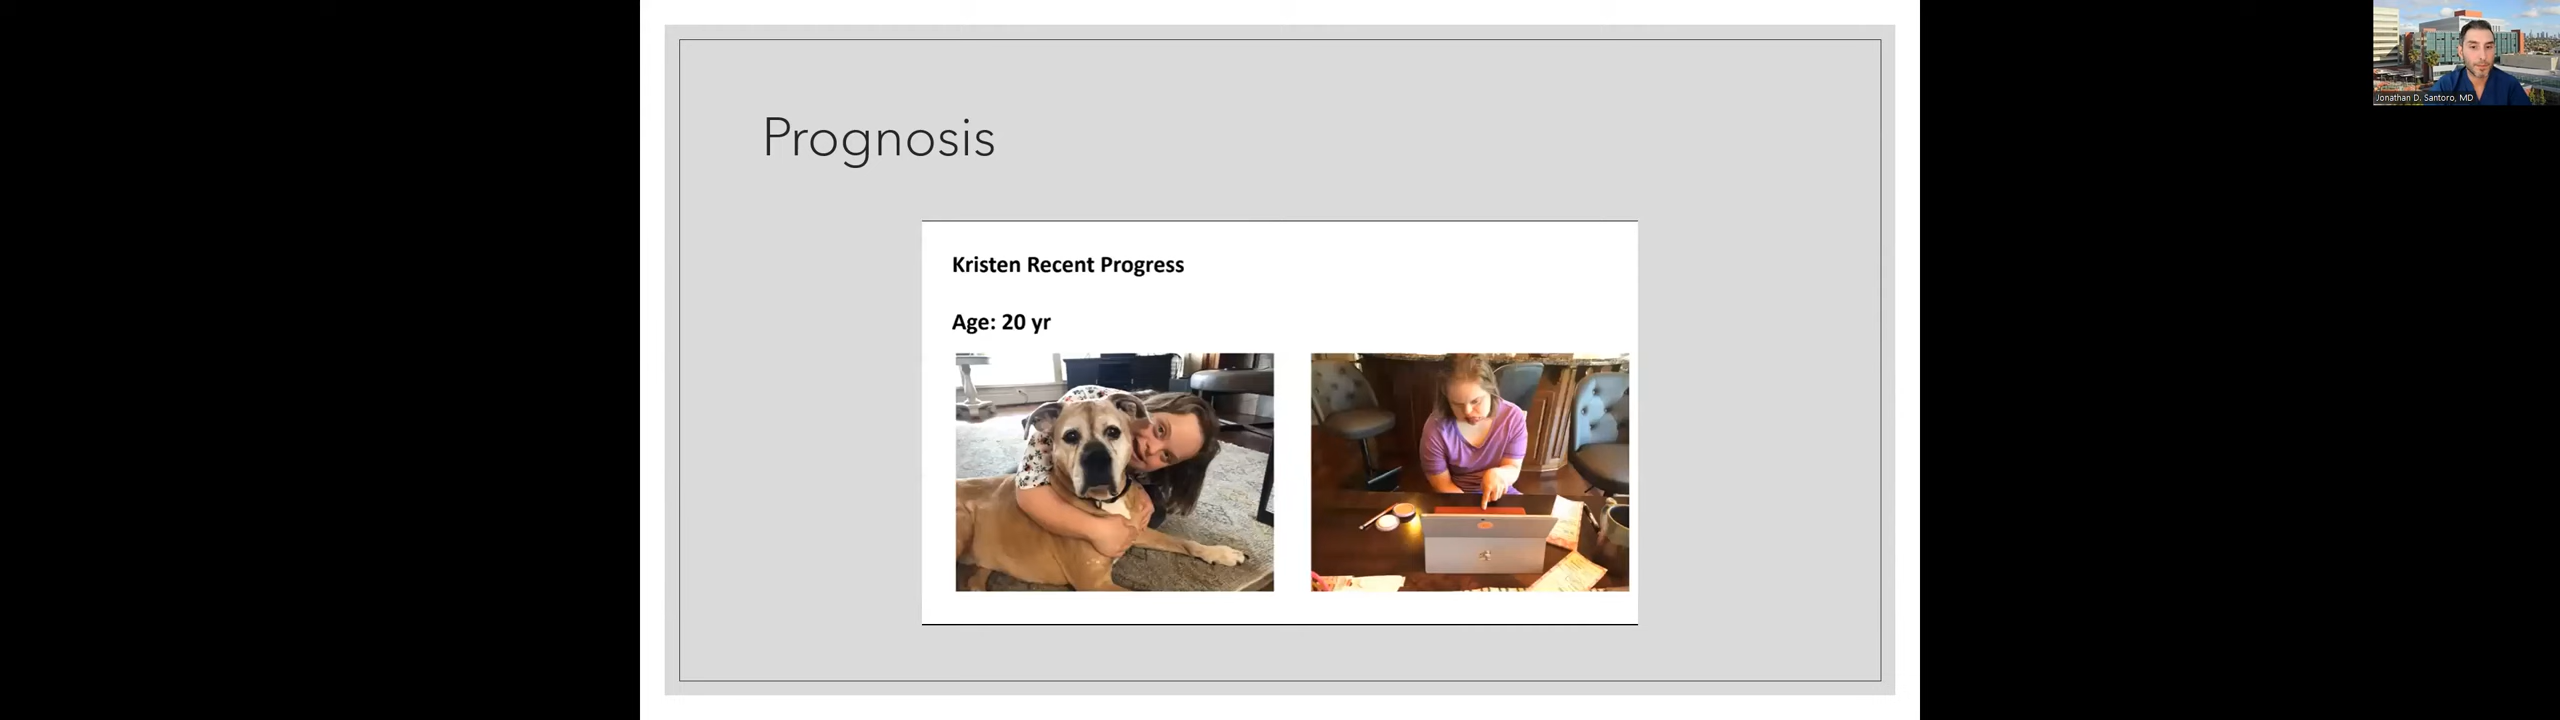 Prognosis
Kristen Recent Progress
Age: 20 yr
Jonathan D. Santoro, MD